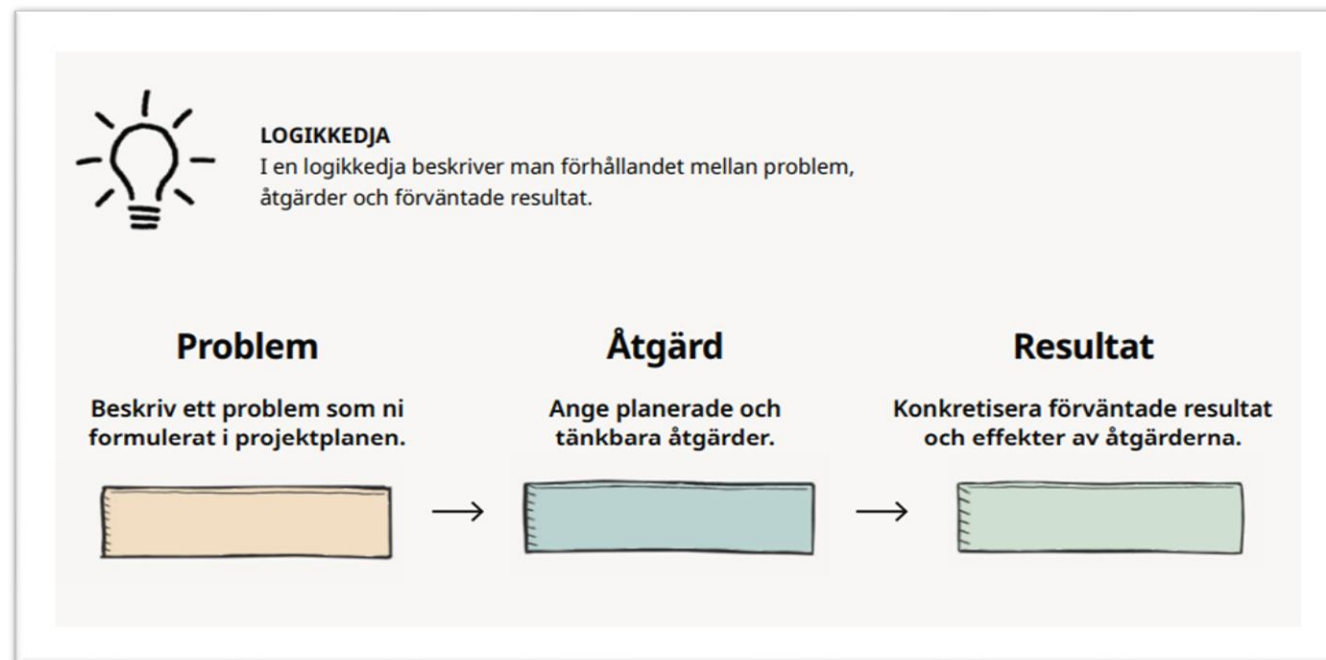 LOGIKKEDJA
I en logikkedja beskriver man förhållandet mellan problem,
åtgärder och förväntade resultat.
Problem
Beskriv ett problem som ni
formulerat i projektplanen.
Åtgärd
Ange planerade och
tänkbara åtgärder.
Resultat
Konkretisera förväntade resultat
och effekter av åtgärderna.